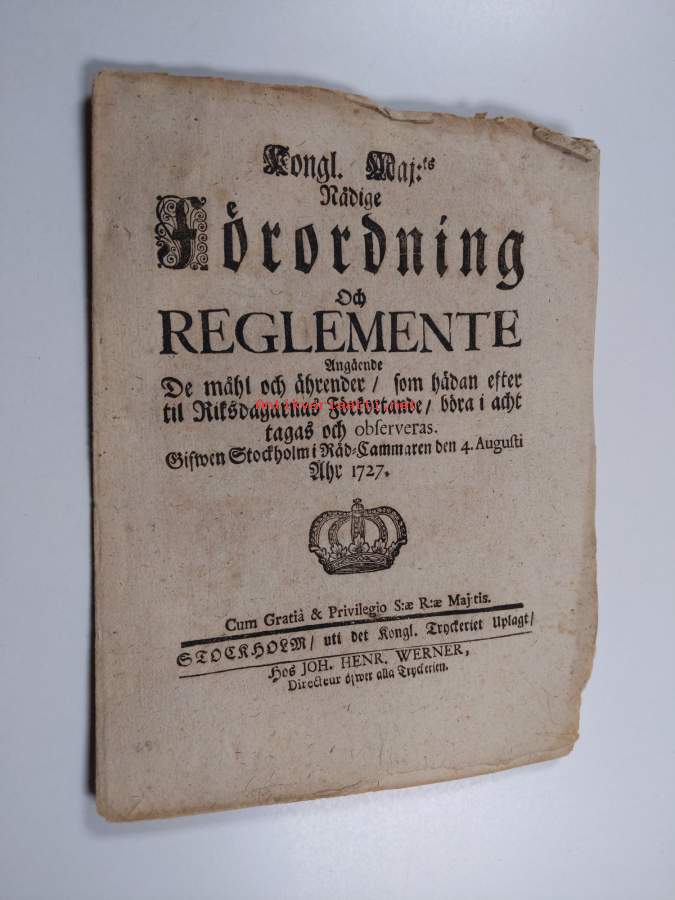 Kongl. Maj:ts
Nådige
Förordning
Och
REGLEMENTE
Angående
De måhl och ährender / som hädan efter
til Riksdagarnas Förkortande / böra i acht
tagas och observeras.
Gifwen Stockholm i Råd-Cammaren den 4. Augusti
Åhr 1727.
Cum Gratiâ & Privilegio S:æ R:æ Maj:tis.
STOCKHOLM / uti det Kongl. Tryckeriet Uplagt /
Hos JOH. HENR. WERNER,
Directeur öfwer alla Tryckerien.